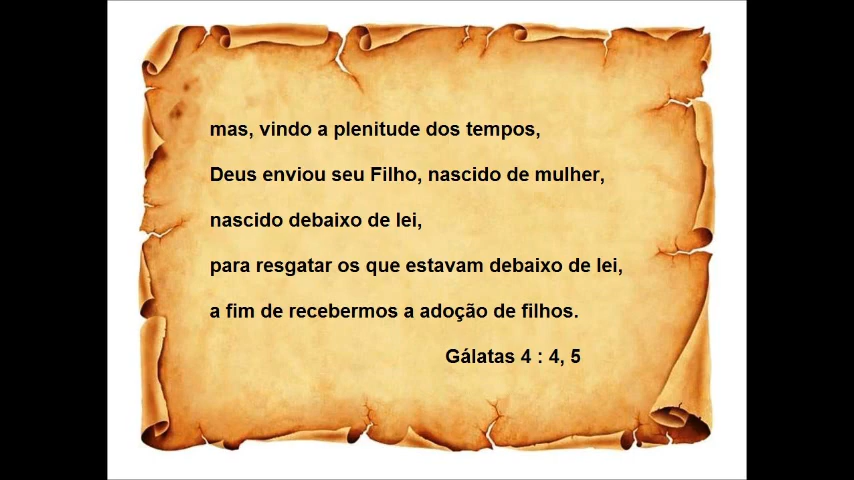 mas, vindo a plenitude dos tempos,
Deus enviou seu Filho, nascido de mulher,
nascido debaixo de lei,
para resgatar os que estavam debaixo de lei,
a fim de recebermos a adoção de filhos.
Gálatas 4 : 4, 5